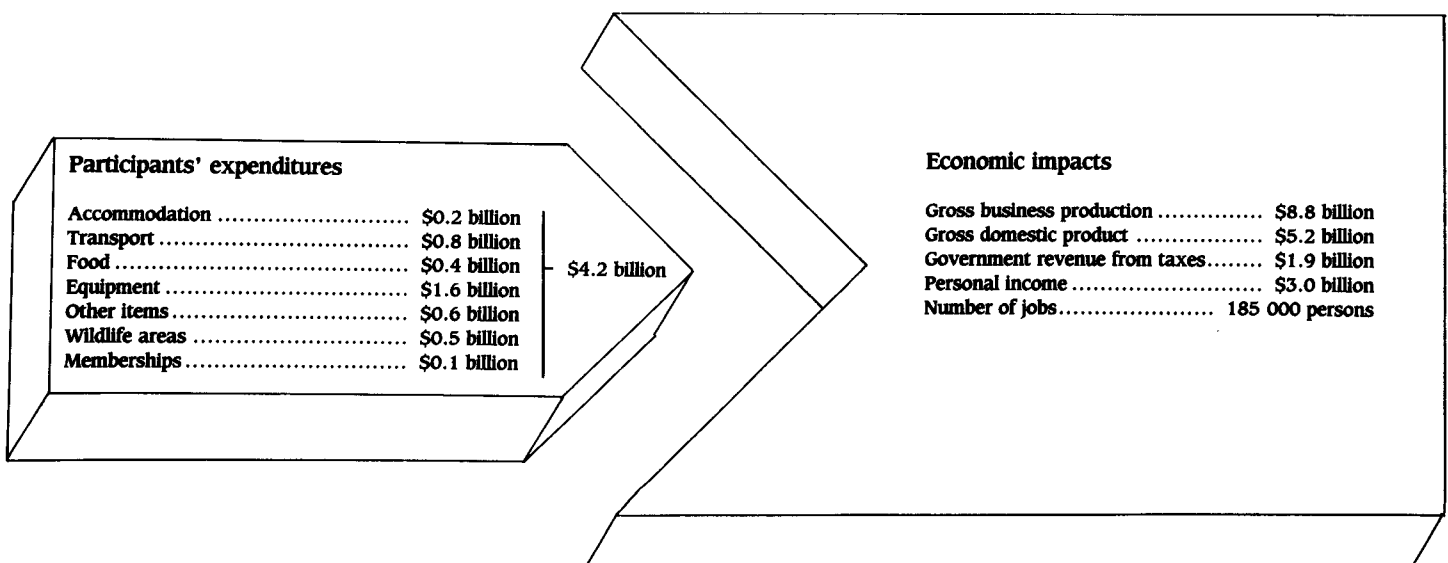 Participants' expenditures
Accommodation ........................... $0.2 billion
Transport ................................... $0.8 billion
Food .......................................... $0.4 billion
Equipment .................................. $1.6 billion
Other items ................................. $0.6 billion
Wildlife areas ............................... $0.5 billion
Memberships ............................... $0.1 billion
$4.2 billion
Economic impacts
Gross business production ............... $8.8 billion
Gross domestic product .................. $5.2 billion
Government revenue from taxes........ $1.9 billion
Personal income ........................... $3.0 billion
Number of jobs...................... 185 000 persons